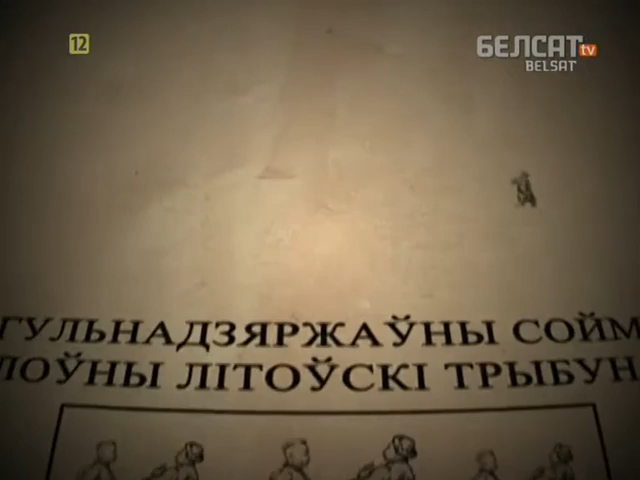 12
БЕЛСАТ tv
BELSAT
ГУЛЬНАДЗЯРЖАЎНЫ СОЙМ
ЛОЎНЫ ЛІТОЎСКІ ТРЫБУН